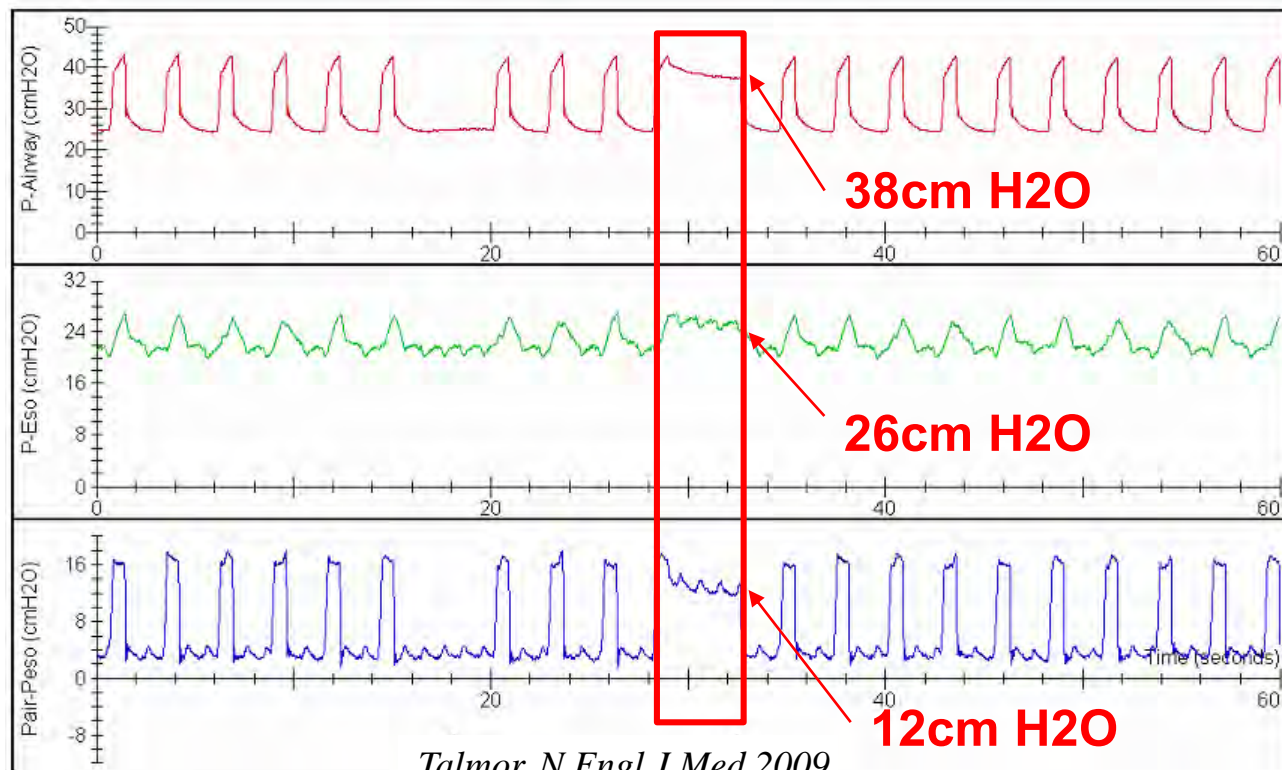 50
40
30
20
10
0
P-Airway (cmH2O)
0 20 40 60
38cm H2O
32
24
16
8
0
P-Eso (cmH2O)
0 20 40 60
26cm H2O
16
8
0
-8
Pair-Peso (cmH2O)
Time (seconds)
20 40 60
12cm H2O
Talmor, N Engl J Med 2009